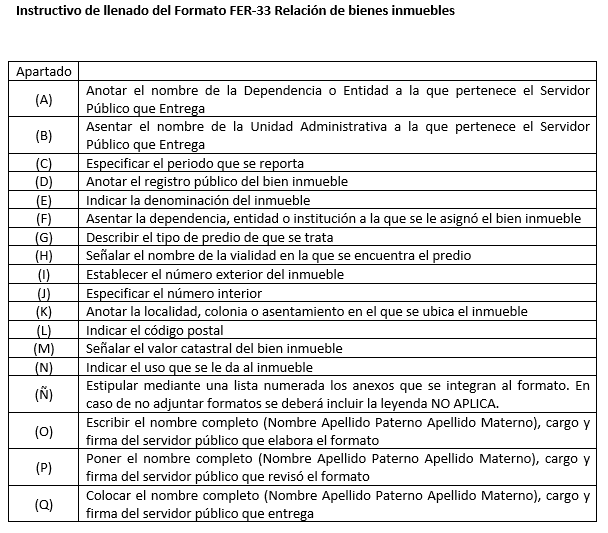 Instructivo de llenado del Formato FER-33 Relación de bienes inmuebles
Apartado
(A) Anotar el nombre de la Dependencia o Entidad a la que pertenece el Servidor
Público que Entrega
(B) Asentar el nombre de la Unidad Administrativa a la que pertenece el Servidor
Público que Entrega
(C) Especificar el periodo que se reporta
(D) Anotar el registro público del bien inmueble
(E) Indicar la denominación del inmueble
(F) Asentar la dependencia, entidad o institución a la que se le asignó el bien inmueble
(G) Describir el tipo de predio de que se trata
(H) Señalar el nombre de la vialidad en la que se encuentra el predio
(I) Establecer el número exterior del inmueble
(J) Especificar el número interior
(K) Anotar la localidad, colonia o asentamiento en el que se ubica el inmueble
(L) Indicar el código postal
(M) Señalar el valor catastral del bien inmueble
(N) Indicar el uso que se le da al inmueble
(Ñ) Estipular mediante una lista numerada los anexos que se integran al formato. En
caso de no adjuntar formatos se deberá incluir la leyenda NO APLICA.
(O) Escribir el nombre completo (Nombre Apellido Paterno Apellido Materno), cargo y
firma del servidor público que elabora el formato
(P) Poner el nombre completo (Nombre Apellido Paterno Apellido Materno), cargo y
firma del servidor público que revisó el formato
(Q) Colocar el nombre completo (Nombre Apellido Paterno Apellido Materno), cargo y
firma del servidor público que entrega